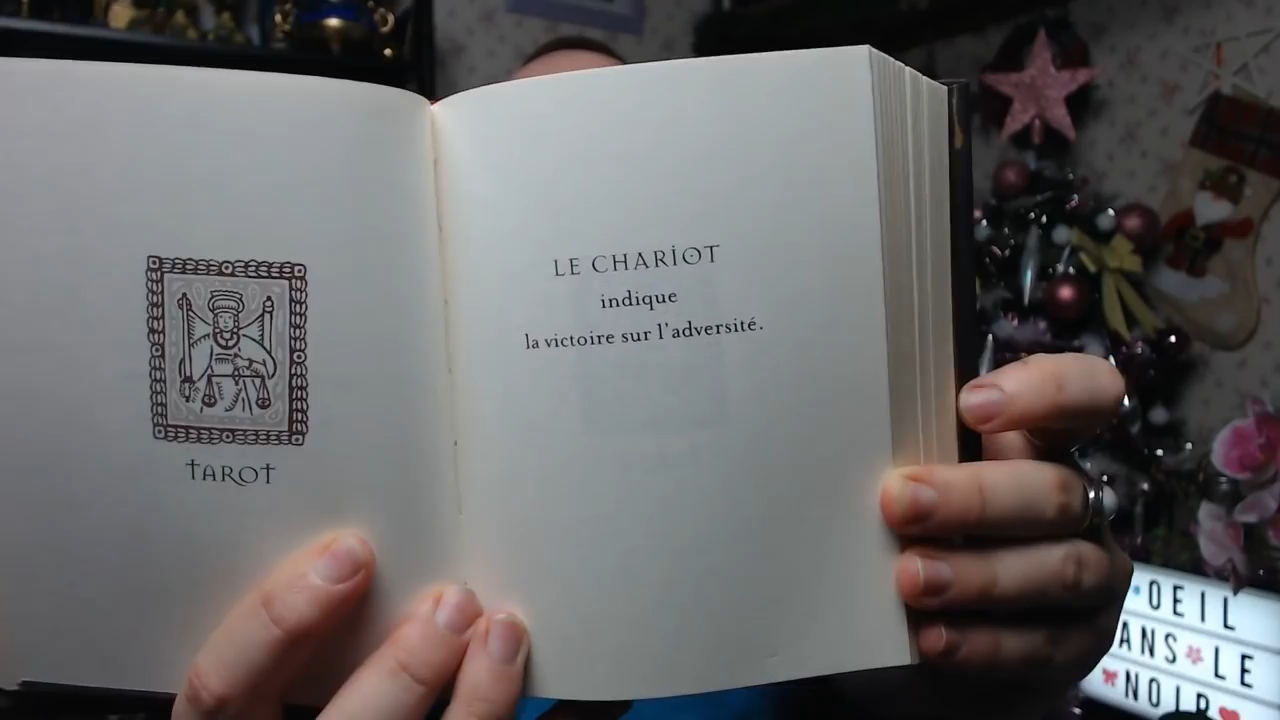 TAROT
LE CHARIOT
indique
la victoire sur l'adversité.
OEIL
ANS LE
NOIR